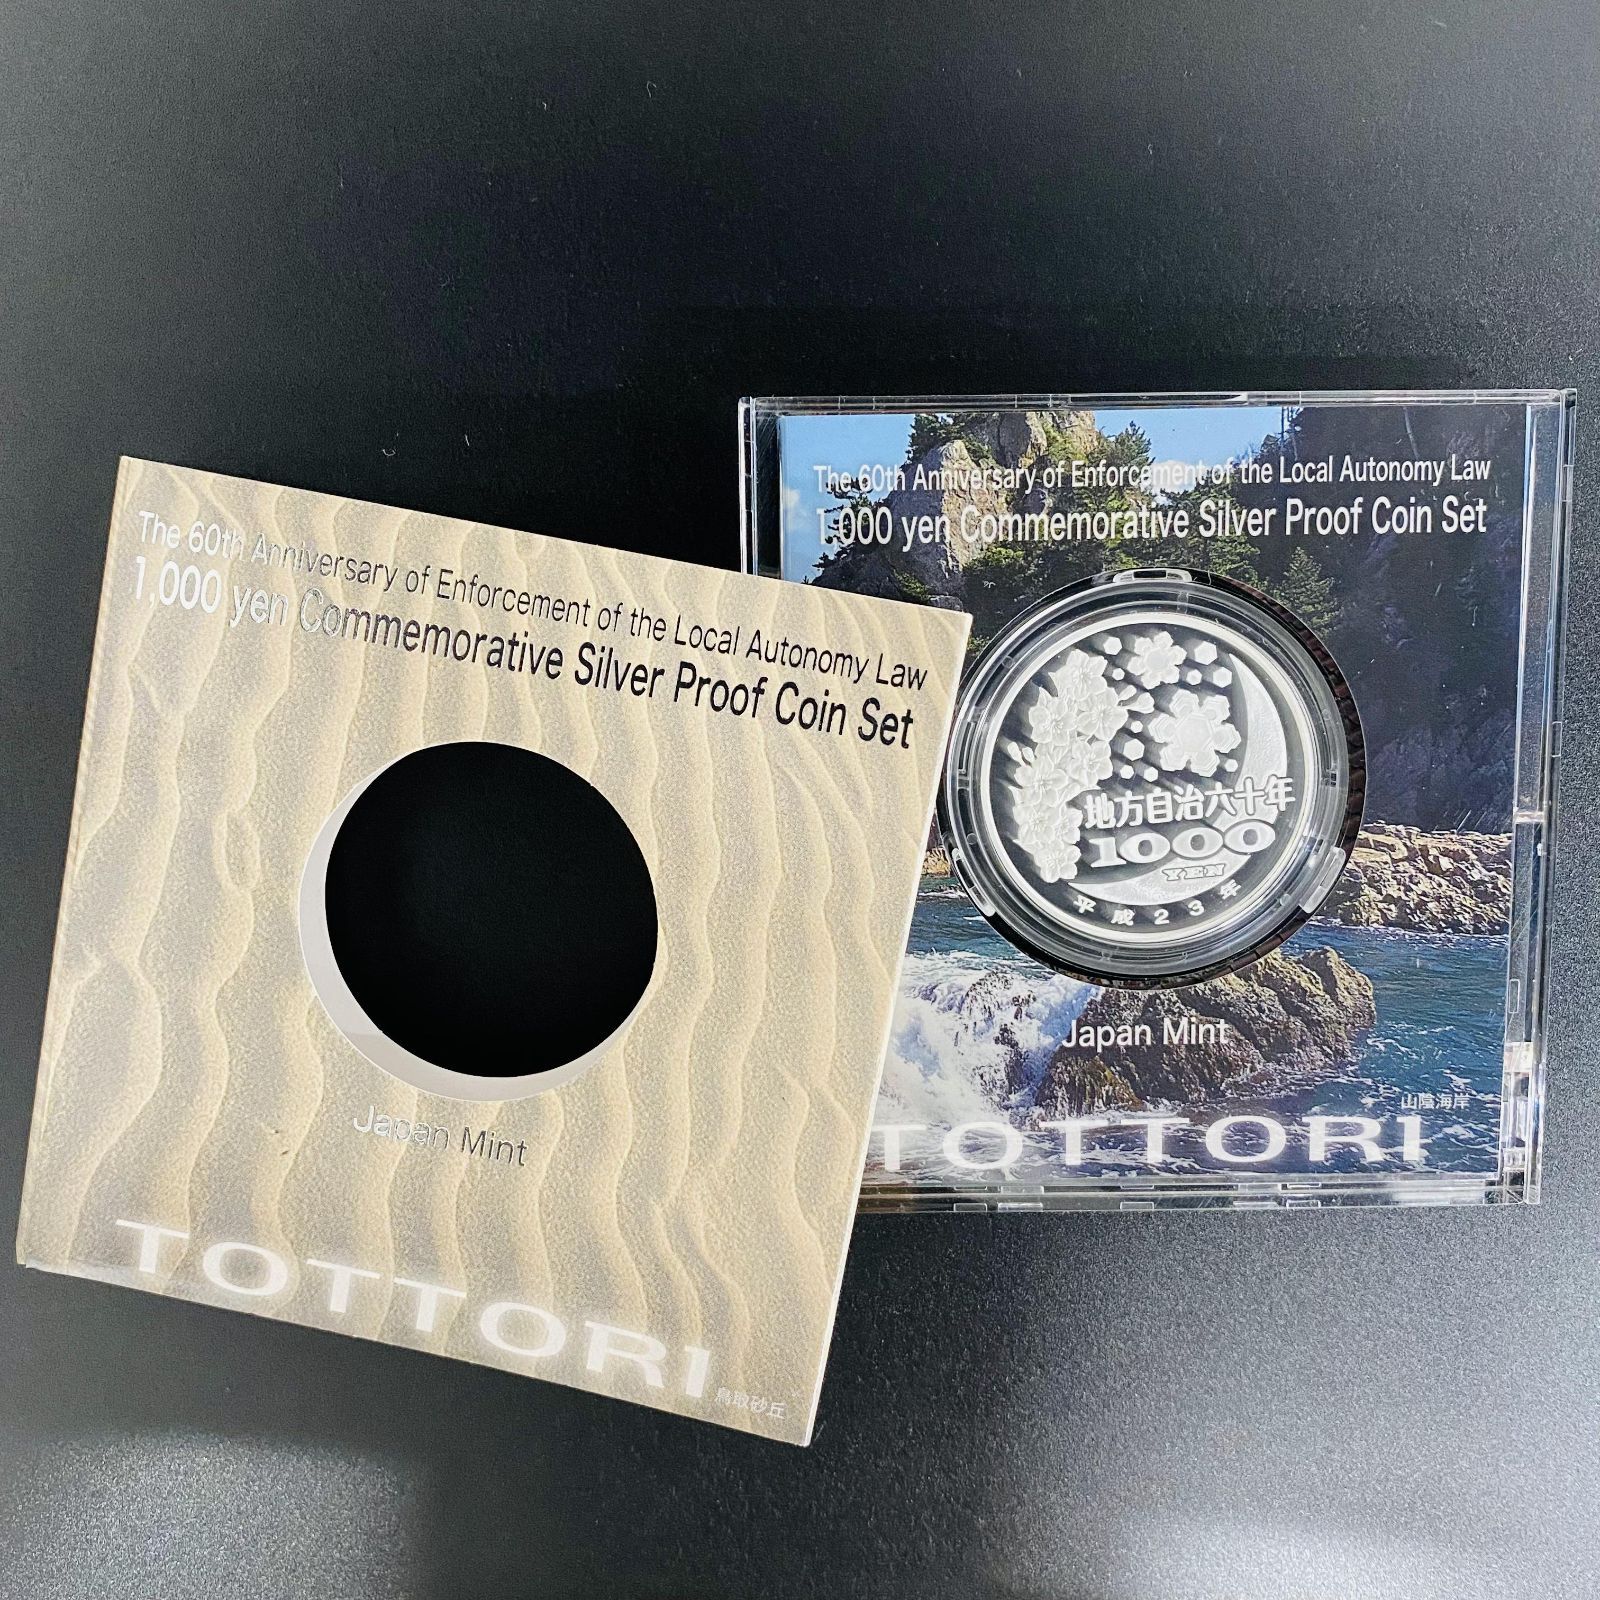 The 60th Anniversary of Enforcement of the Local Autonomy Law
1,000 yen Commemorative Silver Proof Coin Set
Japan Mint
TOTTORI
鳥取砂丘
The 60th Anniversary of Enforcement of the Local Autonomy Law
1,000 yen Commemorative Silver Proof Coin Set
地方自治六十年
1000
YEN
平成23年
Japan Mint
山陰海岸
TOTTORI